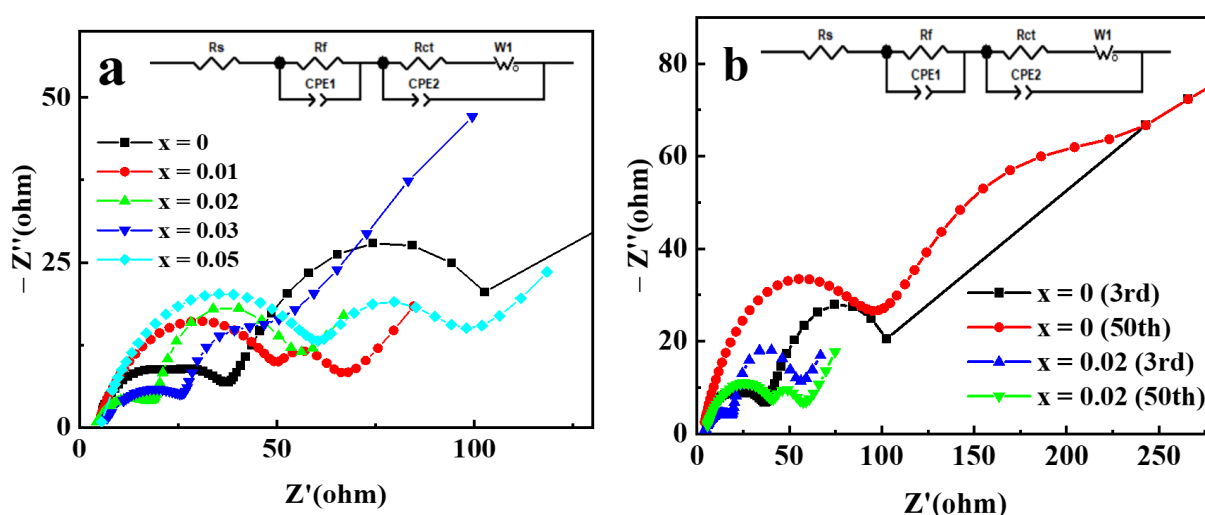 a
Rs Rf Rct W1
CPE1 CPE2
x = 0
x = 0.01
x = 0.02
x = 0.03
x = 0.05
50
25
0
0 50 100
− Z''(ohm)
Z'(ohm)
b
Rs Rf Rct W1
CPE1 CPE2
80
60
40
20
0
x = 0 (3rd)
x = 0 (50th)
x = 0.02 (3rd)
x = 0.02 (50th)
0 50 100 150 200 250
− Z''(ohm)
Z'(ohm)